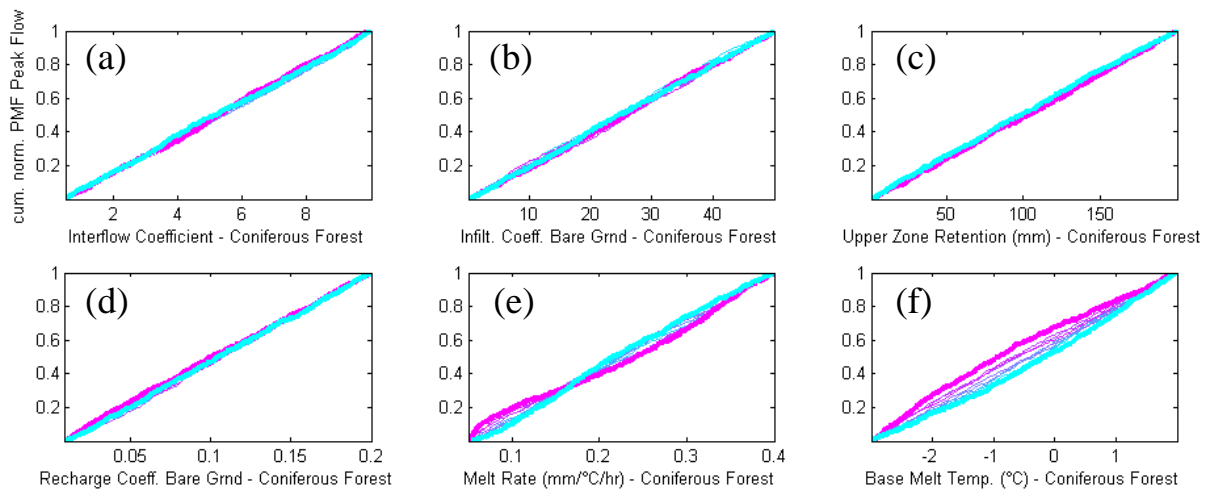 cum. norm. PMF Peak Flow
1
0.8
0.6
0.4
0.2
(a)
2 4 6 8
Interflow Coefficient - Coniferous Forest
1
0.8
0.6
0.4
0.2
(b)
10 20 30 40
Infilt. Coeff. Bare Grnd - Coniferous Forest
1
0.8
0.6
0.4
0.2
(c)
50 100 150
Upper Zone Retention (mm) - Coniferous Forest
1
0.8
0.6
0.4
0.2
(d)
0.05 0.1 0.15 0.2
Recharge Coeff. Bare Grnd - Coniferous Forest
1
0.8
0.6
0.4
0.2
(e)
0.1 0.2 0.3 0.4
Melt Rate (mm/°C/hr) - Coniferous Forest
1
0.8
0.6
0.4
0.2
(f)
-2 -1 0 1
Base Melt Temp. (°C) - Coniferous Forest